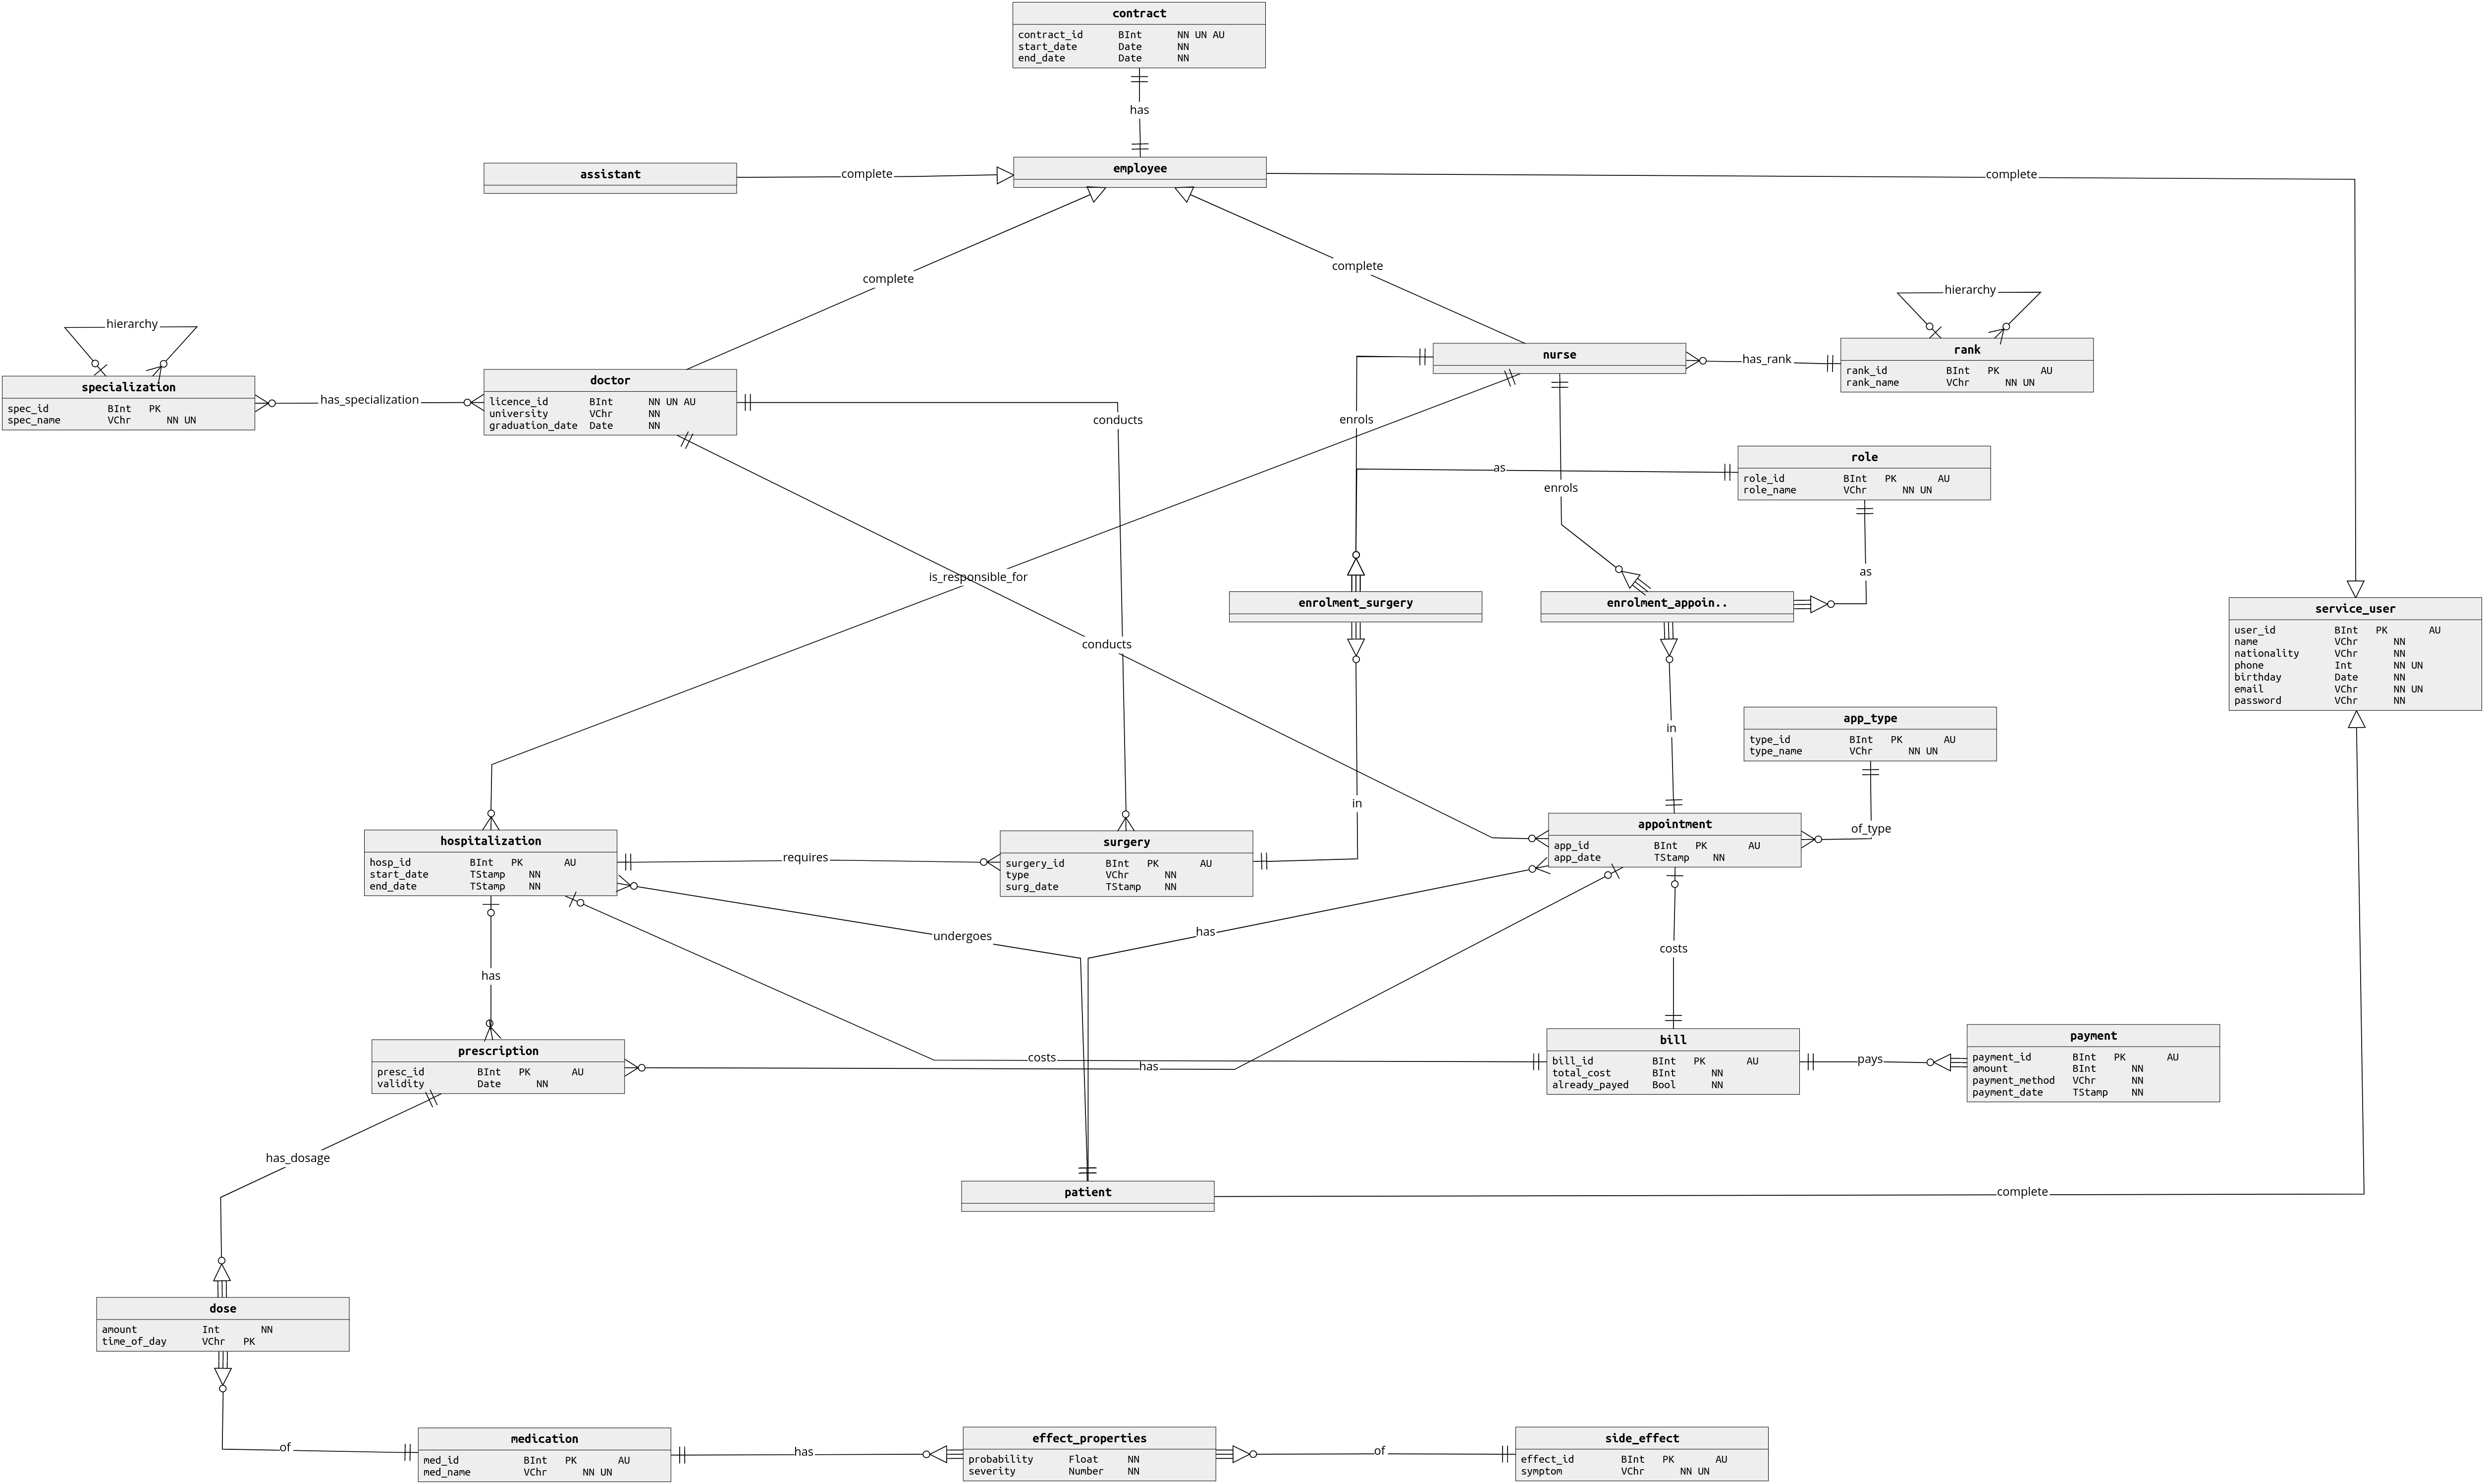 contract
contract_id BInt NN UN AU
start_date Date NN
end_date Date NN
has
assistant
complete
employee
complete
complete
complete
hierarchy
specialization
spec_id BInt PK
spec_name VChr NN UN
has_specialization
doctor
licence_id BInt NN UN AU
university VChr NN
graduation_date Date NN
conducts
nurse
has_rank
hierarchy
rank
rank_id BInt PK AU
rank_name VChr NN UN
enrols
as
enrols
role
role_id BInt PK AU
role_name VChr NN UN
as
is_responsible_for
conducts
enrolment_surgery
enrolment_appoin..
service_user
user_id BInt PK AU
name VChr NN
nationality VChr NN
phone Int NN UN
birthday Date NN
email VChr NN UN
password VChr NN
in
in
app_type
type_id BInt PK AU
type_name VChr NN UN
of_type
hospitalization
hosp_id BInt PK AU
start_date TStamp NN
end_date TStamp NN
requires
surgery
surgery_id BInt PK AU
type VChr NN
surg_date TStamp NN
appointment
app_id BInt PK AU
app_date TStamp NN
undergoes
has
costs
has
prescription
presc_id BInt PK AU
validity Date NN
costs
has
bill
bill_id BInt PK AU
total_cost BInt NN
already_payed Bool NN
pays
payment
payment_id BInt PK AU
amount BInt NN
payment_method VChr NN
payment_date TStamp NN
has_dosage
patient
complete
dose
amount Int NN
time_of_day VChr PK
of
medication
med_id BInt PK AU
med_name VChr NN UN
has
effect_properties
probability Float NN
severity Number NN
of
side_effect
effect_id BInt PK AU
symptom VChr NN UN